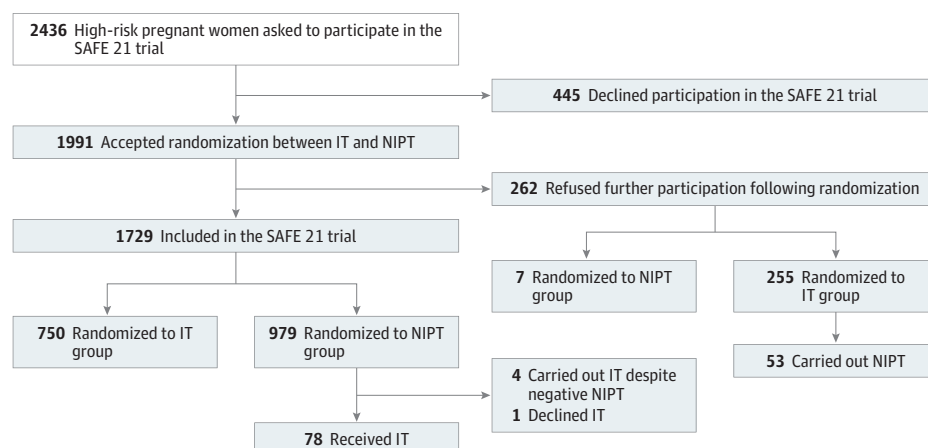 2436 High-risk pregnant women asked to participate in the
SAFE 21 trial
445 Declined participation in the SAFE 21 trial
1991 Accepted randomization between IT and NIPT
262 Refused further participation following randomization
1729 Included in the SAFE 21 trial
7 Randomized to NIPT
group
255 Randomized to
IT group
750 Randomized to IT
group
979 Randomized to NIPT
group
53 Carried out NIPT
4 Carried out IT despite
negative NIPT
1 Declined IT
78 Received IT